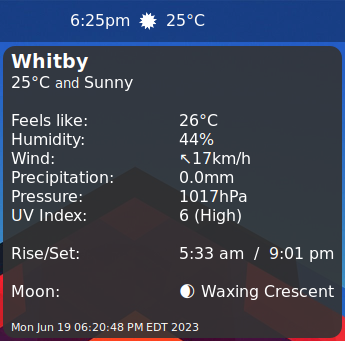 6:25pm ✹ 25°C
Whitby
25°C and Sunny
Feels like: 26°C
Humidity: 44%
Wind: ↖17km/h
Precipitation: 0.0mm
Pressure: 1017hPa
UV Index: 6 (High)
Rise/Set: 5:33 am / 9:01 pm
Moon: 🌒 Waxing Crescent
Mon Jun 19 06:20:48 PM EDT 2023